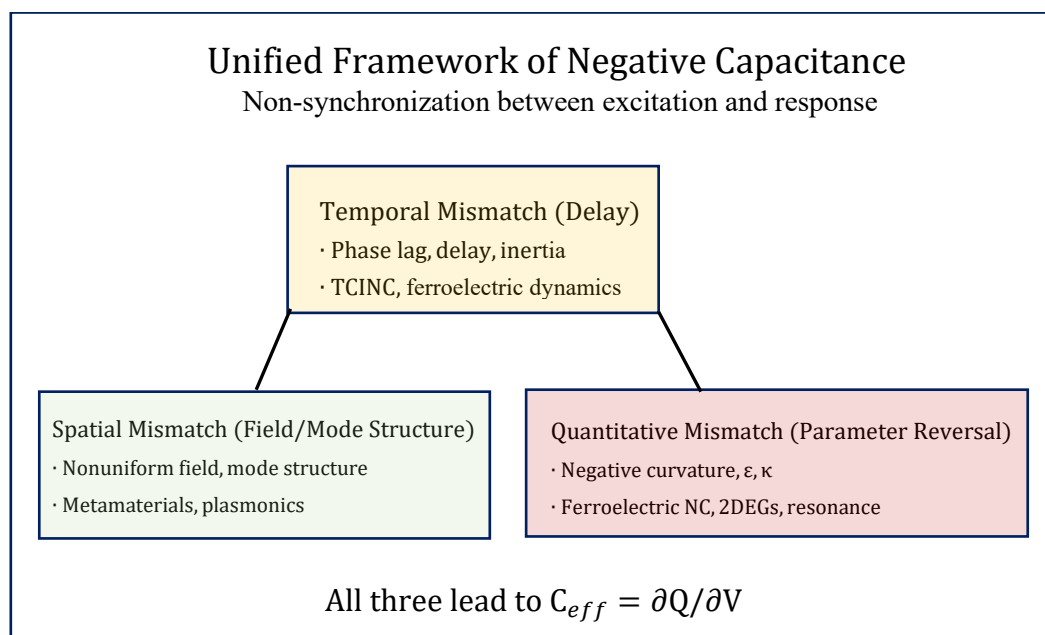 Unified Framework of Negative Capacitance
Non-synchronization between excitation and response
Temporal Mismatch (Delay)
· Phase lag, delay, inertia
· TCINC, ferroelectric dynamics
Spatial Mismatch (Field/Mode Structure)
· Nonuniform field, mode structure
· Metamaterials, plasmonics
Quantitative Mismatch (Parameter Reversal)
· Negative curvature, ε, κ
· Ferroelectric NC, 2DEGs, resonance
All three lead to C_{eff} = ∂Q/∂V